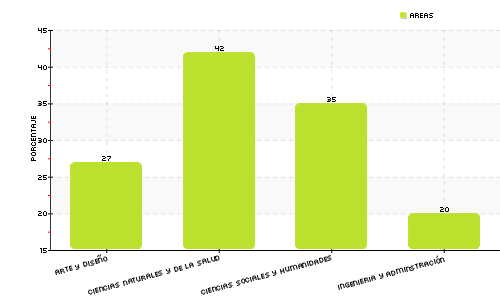 AREAS
45
40
35
30
25
20
15
PORCENTAJE
27
42
35
20
ARTE Y DISEÑO
CIENCIAS NATURALES Y DE LA SALUD
CIENCIAS SOCIALES Y HUMANIDADES
INGENIERIA Y ADMINSTRACIÓN